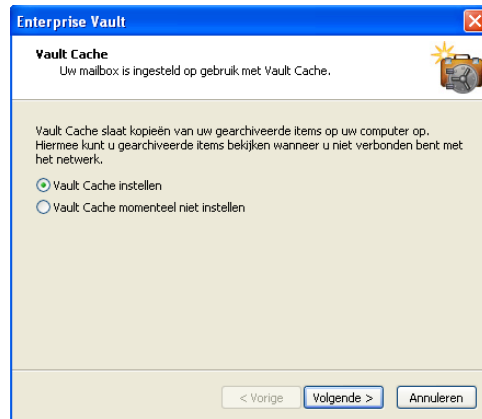 Enterprise Vault
Vault Cache
Uw mailbox is ingesteld op gebruik met Vault Cache.
Vault Cache slaat kopieën van uw gearchiveerde items op uw computer op.
Hiermee kunt u gearchiveerde items bekijken wanneer u niet verbonden bent met
het netwerk.
Vault Cache instellen
Vault Cache momenteel niet instellen
< Vorige
Volgende >
Annuleren